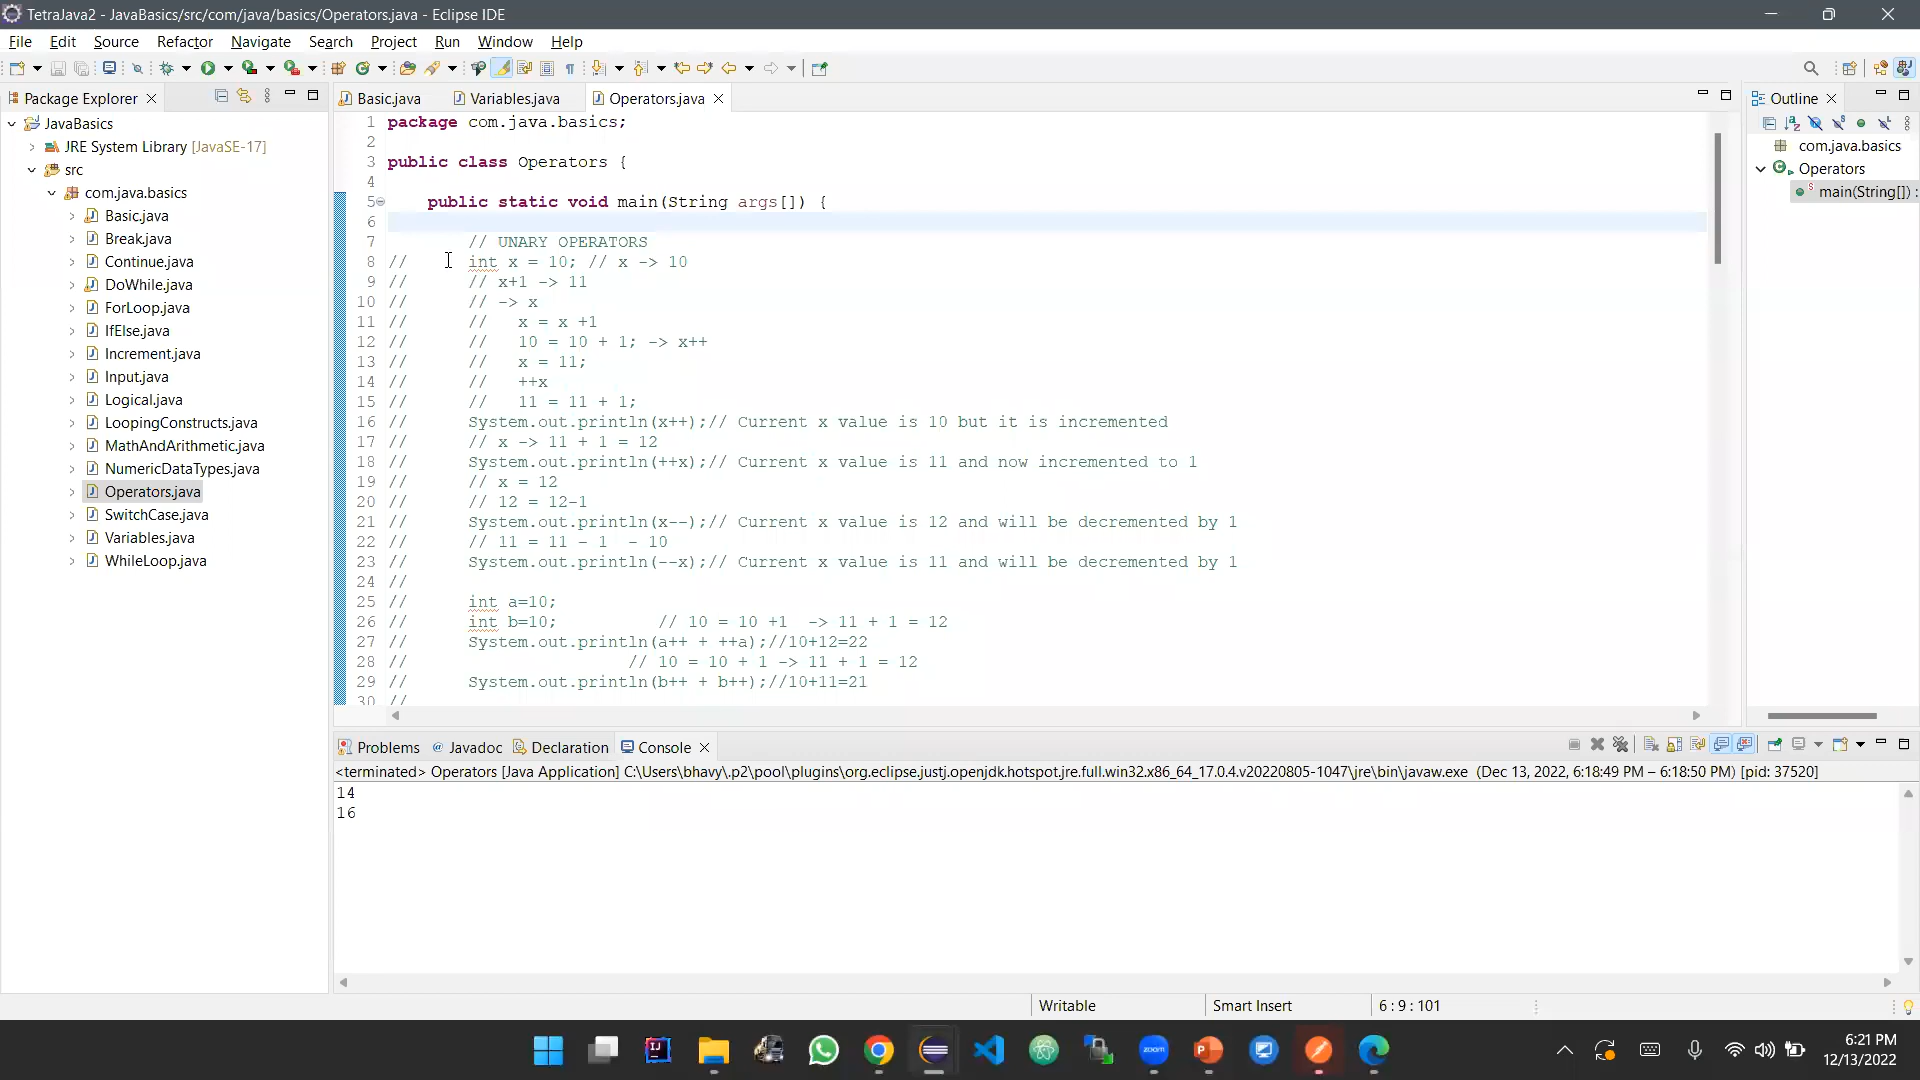 TetraJava2 - JavaBasics/src/com/java/basics/Operators.java - Eclipse IDE
File Edit Source Refactor Navigate Search Project Run Window Help
Package Explorer
JavaBasics
JRE System Library [JavaSE-17]
src
com.java.basics
Basic.java
Break.java
Continue.java
DoWhile.java
ForLoop.java
IfElse.java
Increment.java
Input.java
Logical.java
LoopingConstructs.java
MathAndArithmetic.java
NumericDataTypes.java
Operators.java
SwitchCase.java
Variables.java
WhileLoop.java
Basic.java Variables.java Operators.java
1 package com.java.basics;
2
3 public class Operators {
4
5 public static void main(String args[]) {
6
7 // UNARY OPERATORS
8 // int x = 10; // x -> 10
9 // // x+1 -> 11
10 // // -> x
11 // // x = x +1
12 // // 10 = 10 + 1; -> x++
13 // // x = 11;
14 // // ++x
15 // // 11 = 11 + 1;
16 // System.out.println(x++);// Current x value is 10 but it is incremented
17 // // x -> 11 + 1 = 12
18 // System.out.println(++x);// Current x value is 11 and now incremented to 1
19 // // x = 12
20 // // 12 = 12-1
21 // System.out.println(x--);// Current x value is 12 and will be decremented by 1
22 // // 11 = 11 - 1 - 10
23 // System.out.println(--x);// Current x value is 11 and will be decremented by 1
24 //
25 // int a=10;
26 // int b=10; // 10 = 10 +1 -> 11 + 1 = 12
27 // System.out.println(a++ + ++a);//10+12=22
28 // // 10 = 10 + 1 -> 11 + 1 = 12
29 // System.out.println(b++ + b++);//10+11=21
30 //
Outline
com.java.basics
Operators
main(String[]) :
Problems @ Javadoc Declaration Console
<terminated> Operators [Java Application] C:\Users\bhavy\.p2\pool\plugins\org.eclipse.justj.openjdk.hotspot.jre.full.win32.x86_64_17.0.4.v20220805-1047\jre\bin\javaw.exe (Dec 13, 2022, 6:18:49 PM – 6:18:50 PM) [pid: 37520]
14
16
Writable Smart Insert 6 : 9 : 101
zoom
6:21 PM
12/13/2022